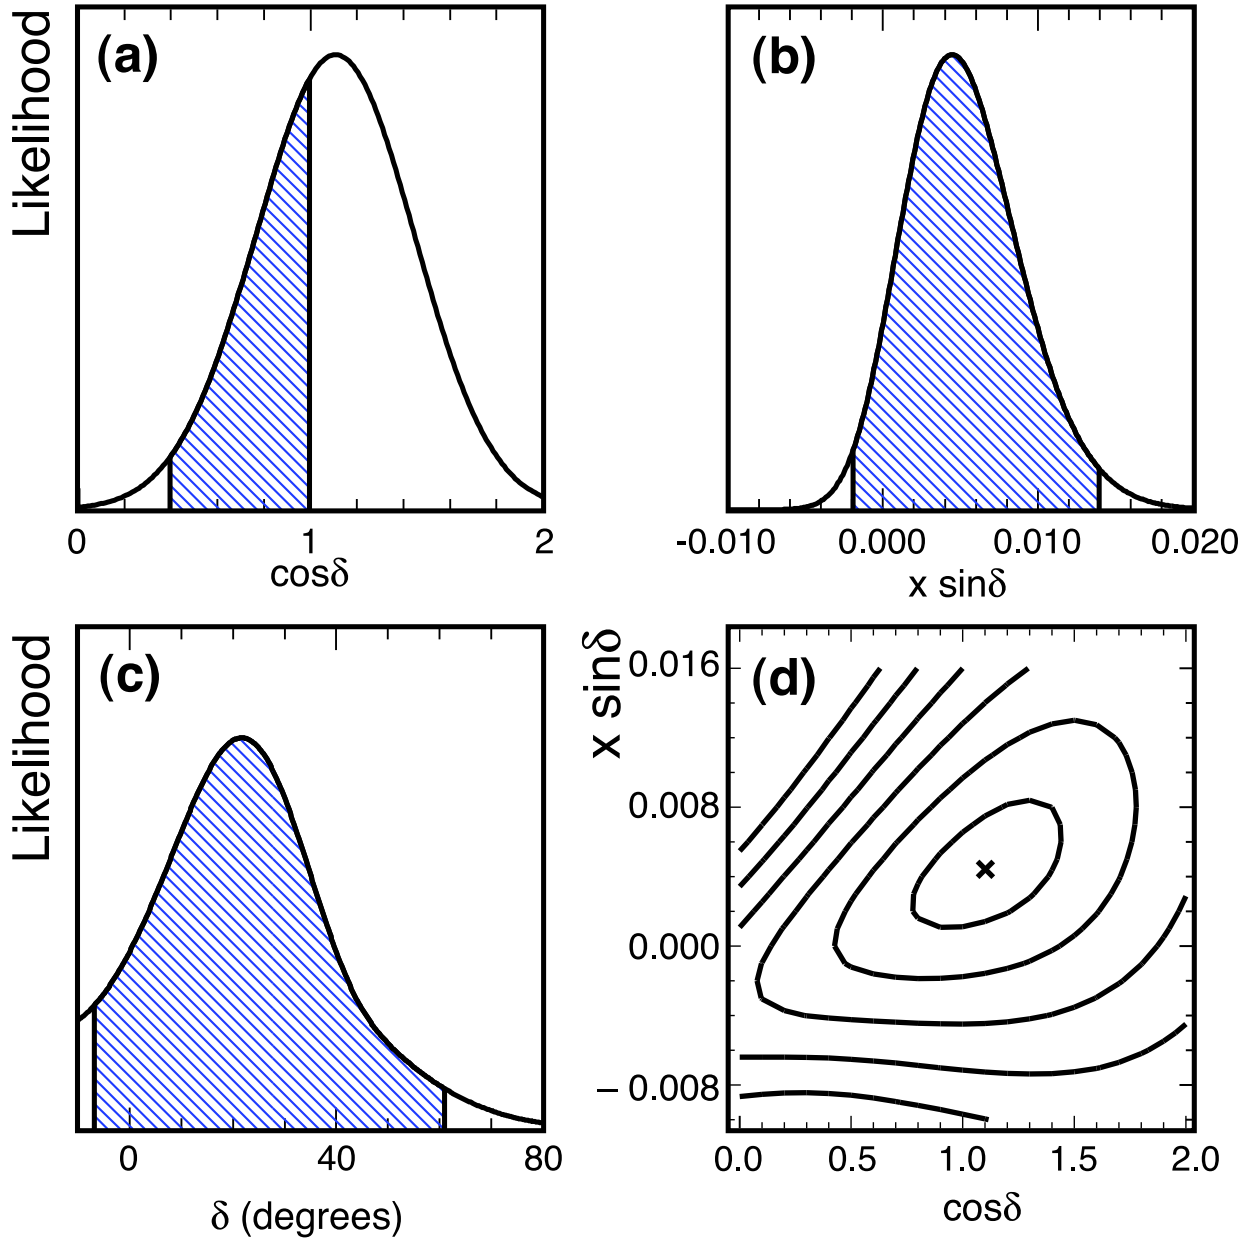 Likelihood
(a)
0 1 2
cosδ
(b)
-0.010 0.000 0.010 0.020
x sinδ
Likelihood
(c)
0 40 80
δ (degrees)
x sinδ
(d)
0.016
0.008
0.000
−0.008
0.0 0.5 1.0 1.5 2.0
cosδ